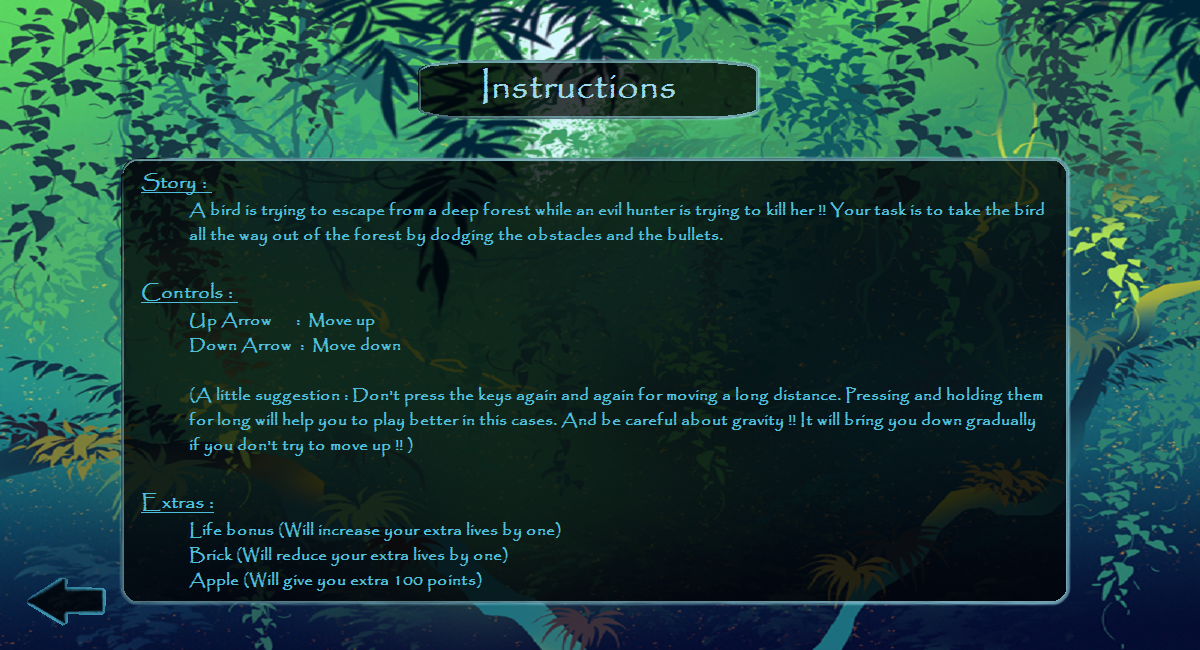 Instructions
Story :
A bird is trying to escape from a deep forest while an evil hunter is trying to kill her !! Your task is to take the bird
all the way out of the forest by dodging the obstacles and the bullets.
Controls :
Up Arrow : Move up
Down Arrow : Move down
(A little suggestion : Don't press the keys again and again for moving a long distance. Pressing and holding them
for long will help you to play better in this cases. And be careful about gravity !! It will bring you down gradually
if you don't try to move up !! )
Extras :
Life bonus (Will increase your extra lives by one)
Brick (Will reduce your extra lives by one)
Apple (Will give you extra 100 points)